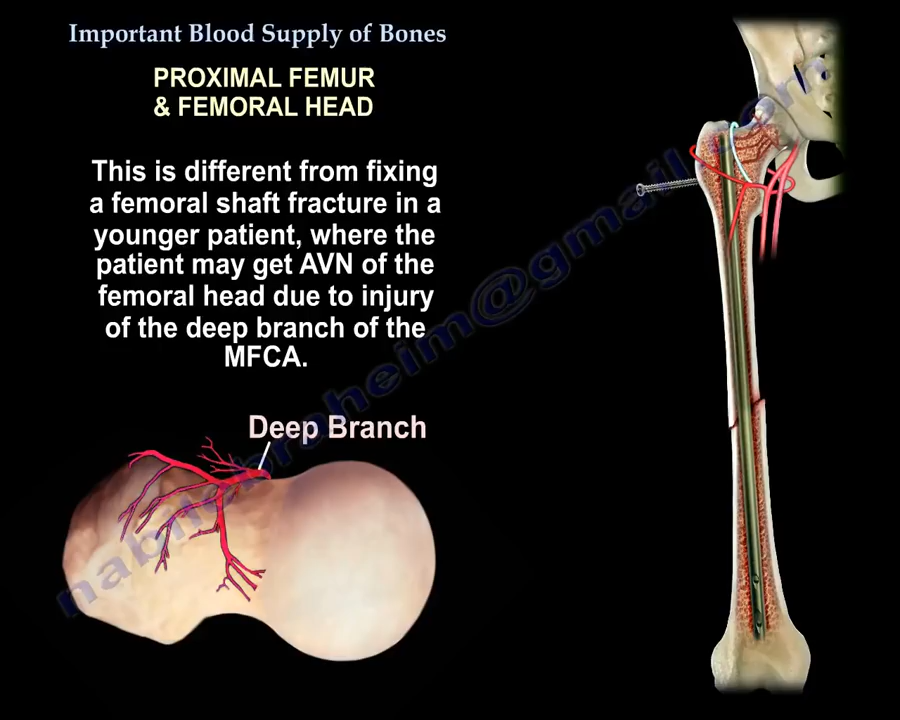 Important Blood Supply of Bones
PROXIMAL FEMUR
& FEMORAL HEAD
This is different from fixing
a femoral shaft fracture in a
younger patient, where the
patient may get AVN of the
femoral head due to injury
of the deep branch of the
MFCA.
Deep Branch